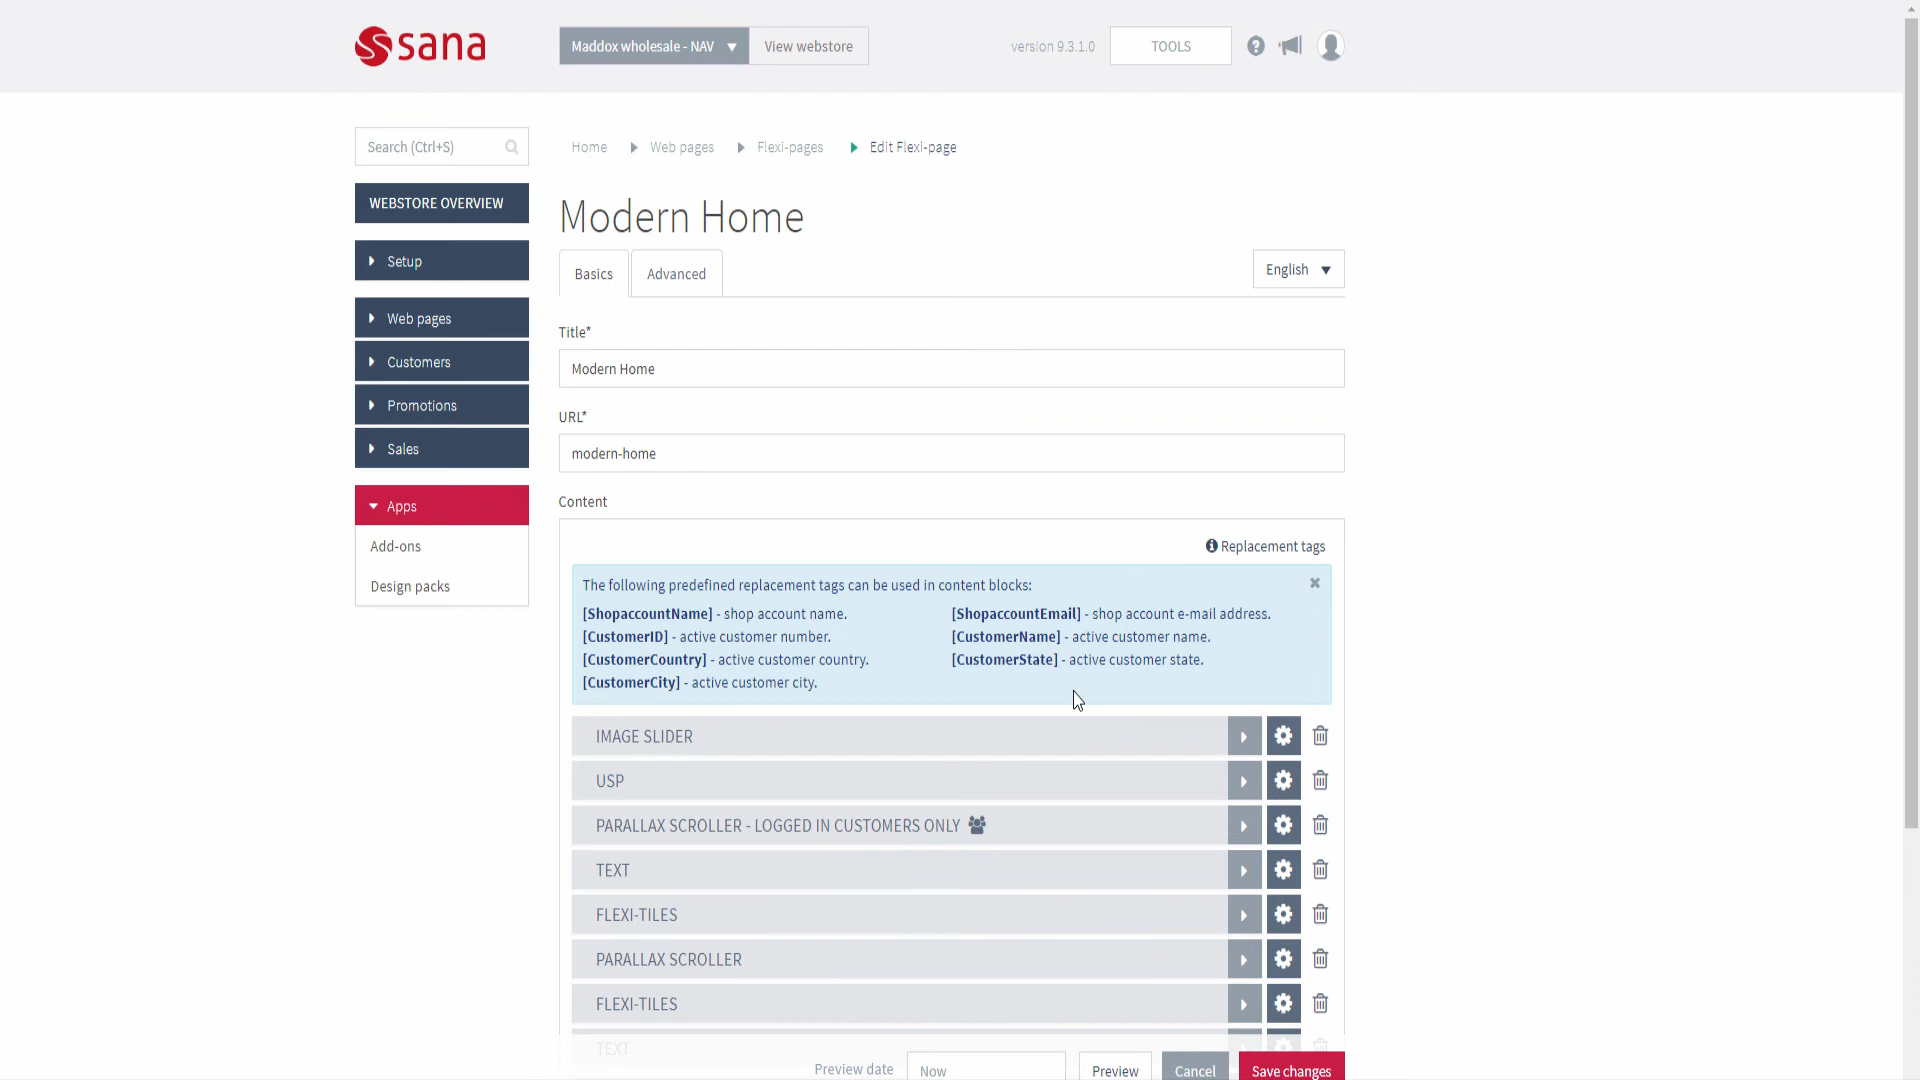 sana
Maddox wholesale - NAV
View webstore
version 9.3.1.0
TOOLS
Search (Ctrl+S)
Home
Web pages
Flexi-pages
Edit Flexi-page
WEBSTORE OVERVIEW
Setup
Web pages
Customers
Promotions
Sales
Apps
Add-ons
Design packs
Modern Home
Basics
Advanced
English
Title*
Modern Home
URL*
modern-home
Content
Replacement tags
The following predefined replacement tags can be used in content blocks:
[ShopaccountName] - shop account name.
[ShopaccountEmail] - shop account e-mail address.
[CustomerID] - active customer number.
[CustomerName] - active customer name.
[CustomerCountry] - active customer country.
[CustomerState] - active customer state.
[CustomerCity] - active customer city.
IMAGE SLIDER
USP
PARALLAX SCROLLER - LOGGED IN CUSTOMERS ONLY
TEXT
FLEXI-TILES
PARALLAX SCROLLER
FLEXI-TILES
TEXT
Preview date
Now
Preview
Cancel
Save changes